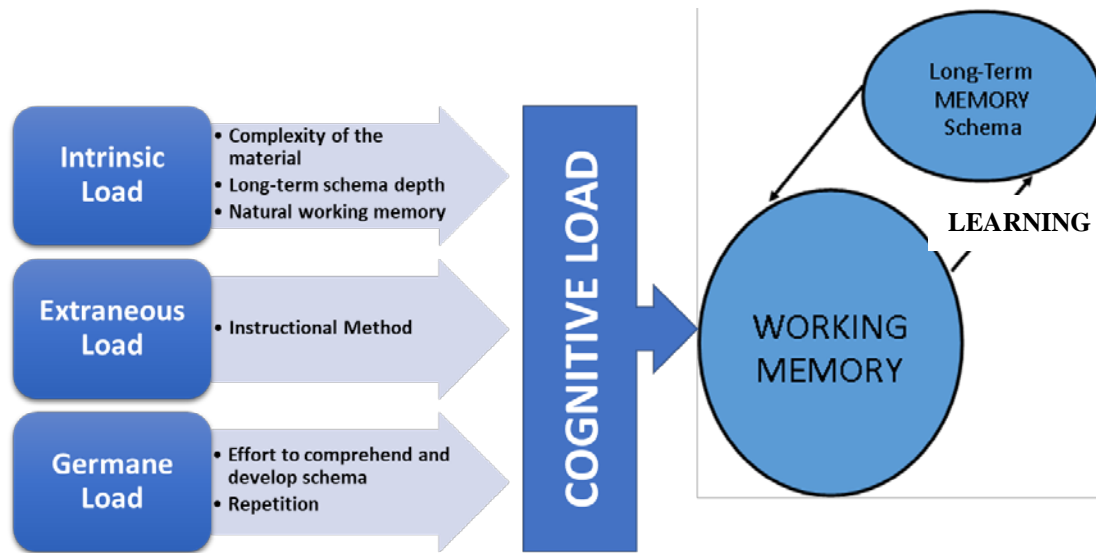 Intrinsic
Load
• Complexity of the
material
• Long-term schema depth
• Natural working memory
Extraneous
Load
• Instructional Method
Germane
Load
• Effort to comprehend and
develop schema
• Repetition
COGNITIVE LOAD
Long-Term
MEMORY
Schema
LEARNING
WORKING
MEMORY